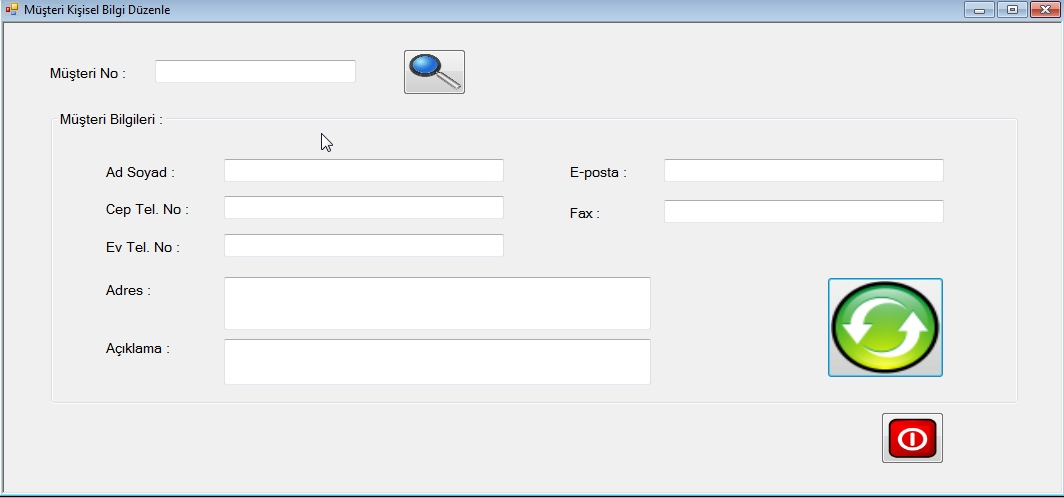 Müşteri Kişisel Bilgi Düzenle
Müşteri No :
Müşteri Bilgileri :
Ad Soyad :
E-posta :
Cep Tel. No :
Fax :
Ev Tel. No :
Adres :
Açıklama :